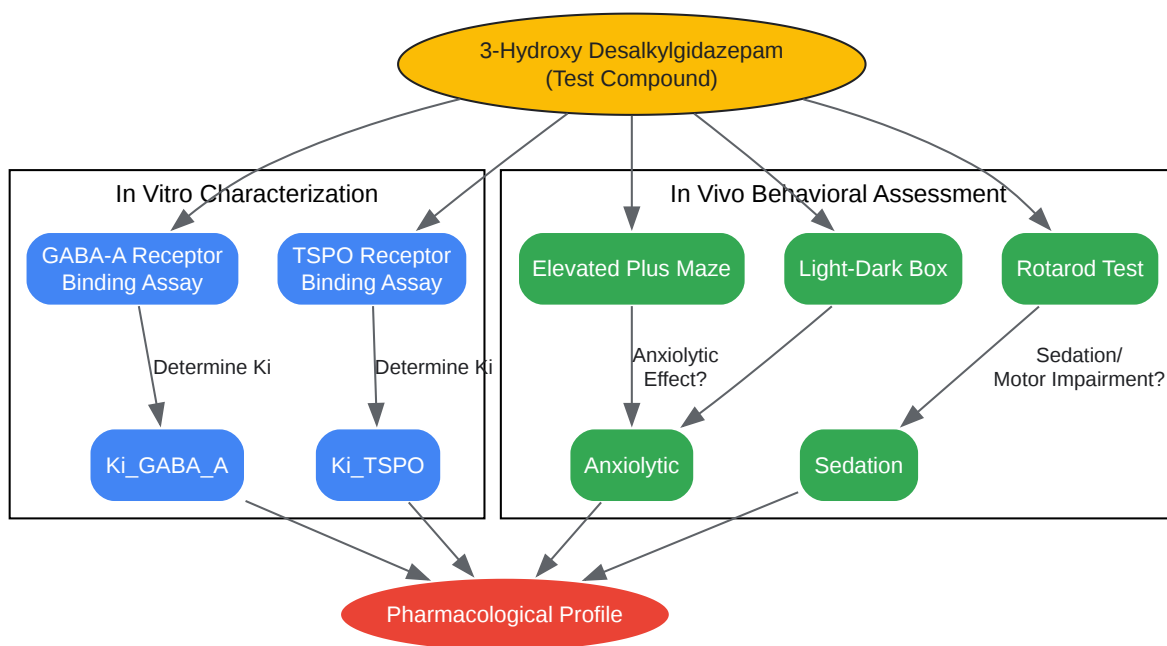 3-Hydroxy Desalkylgidazepam
(Test Compound)
In Vitro Characterization
In Vivo Behavioral Assessment
GABA-A Receptor
Binding Assay
TSPO Receptor
Binding Assay
Elevated Plus Maze
Light-Dark Box
Rotarod Test
Determine Ki
Determine Ki
Anxiolytic
Effect?
Sedation/
Motor Impairment?
Ki_GABA_A
Ki_TSPO
Anxiolytic
Sedation
Pharmacological Profile